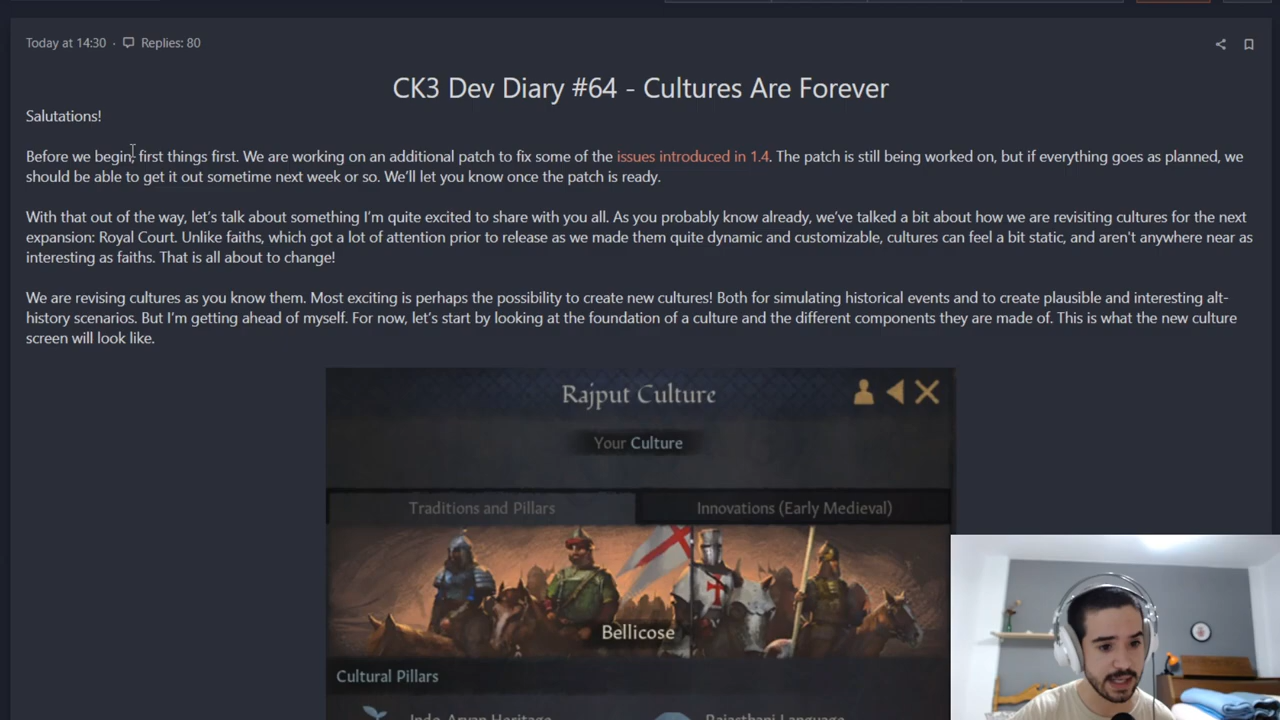 Today at 14:30 · Replies: 80
CK3 Dev Diary #64 - Cultures Are Forever
Salutations!
Before we begin, first things first. We are working on an additional patch to fix some of the issues introduced in 1.4. The patch is still being worked on, but if everything goes as planned, we
should be able to get it out sometime next week or so. We’ll let you know once the patch is ready.
With that out of the way, let’s talk about something I’m quite excited to share with you all. As you probably know already, we’ve talked a bit about how we are revisiting cultures for the next
expansion: Royal Court. Unlike faiths, which got a lot of attention prior to release as we made them quite dynamic and customizable, cultures can feel a bit static, and aren't anywhere near as
interesting as faiths. That is all about to change!
We are revising cultures as you know them. Most exciting is perhaps the possibility to create new cultures! Both for simulating historical events and to create plausible and interesting alt-
history scenarios. But I’m getting ahead of myself. For now, let’s start by looking at the foundation of a culture and the different components they are made of. This is what the new culture
screen will look like.
Rajput Culture
Your Culture
Traditions and Pillars
Innovations (Early Medieval)
Bellicose
Cultural Pillars
Indo-Aryan Heritage
Rajasthani Language